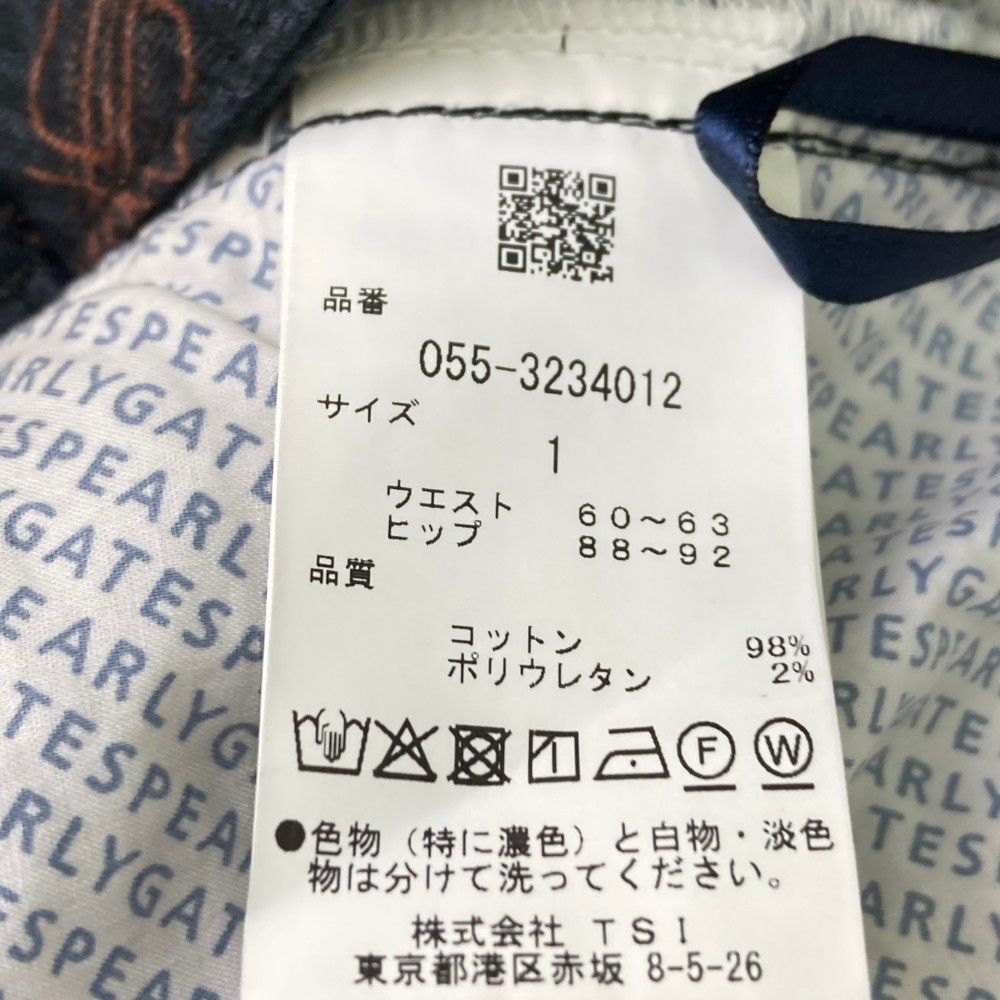 品番
055-3234012
サイズ
1
ウエスト 60～63
ヒップ 88～92
品質
コットン 98%
ポリウレタン 2%
F W
●色物（特に濃色）と白物・淡色
物は分けて洗ってください。
株式会社 TSI
東京都港区赤坂 8-5-26
PEARLYGATES